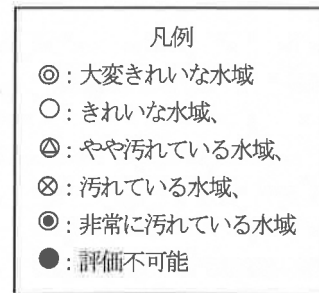 凡例
◎：大変きれいな水域
○：きれいな水域、
：やや汚れている水域、
⊗：汚れている水域、
◉：非常に汚れている水域
●：評価不可能